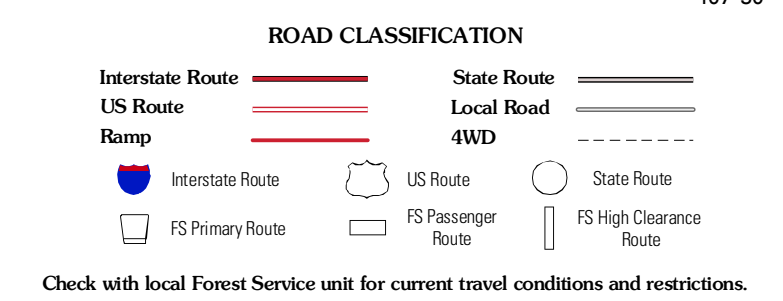 ROAD CLASSIFICATION
Interstate Route
State Route
US Route
Local Road
Ramp
4WD
Interstate Route
US Route
State Route
FS Primary Route
FS Passenger
Route
FS High Clearance
Route
Check with local Forest Service unit for current travel conditions and restrictions.